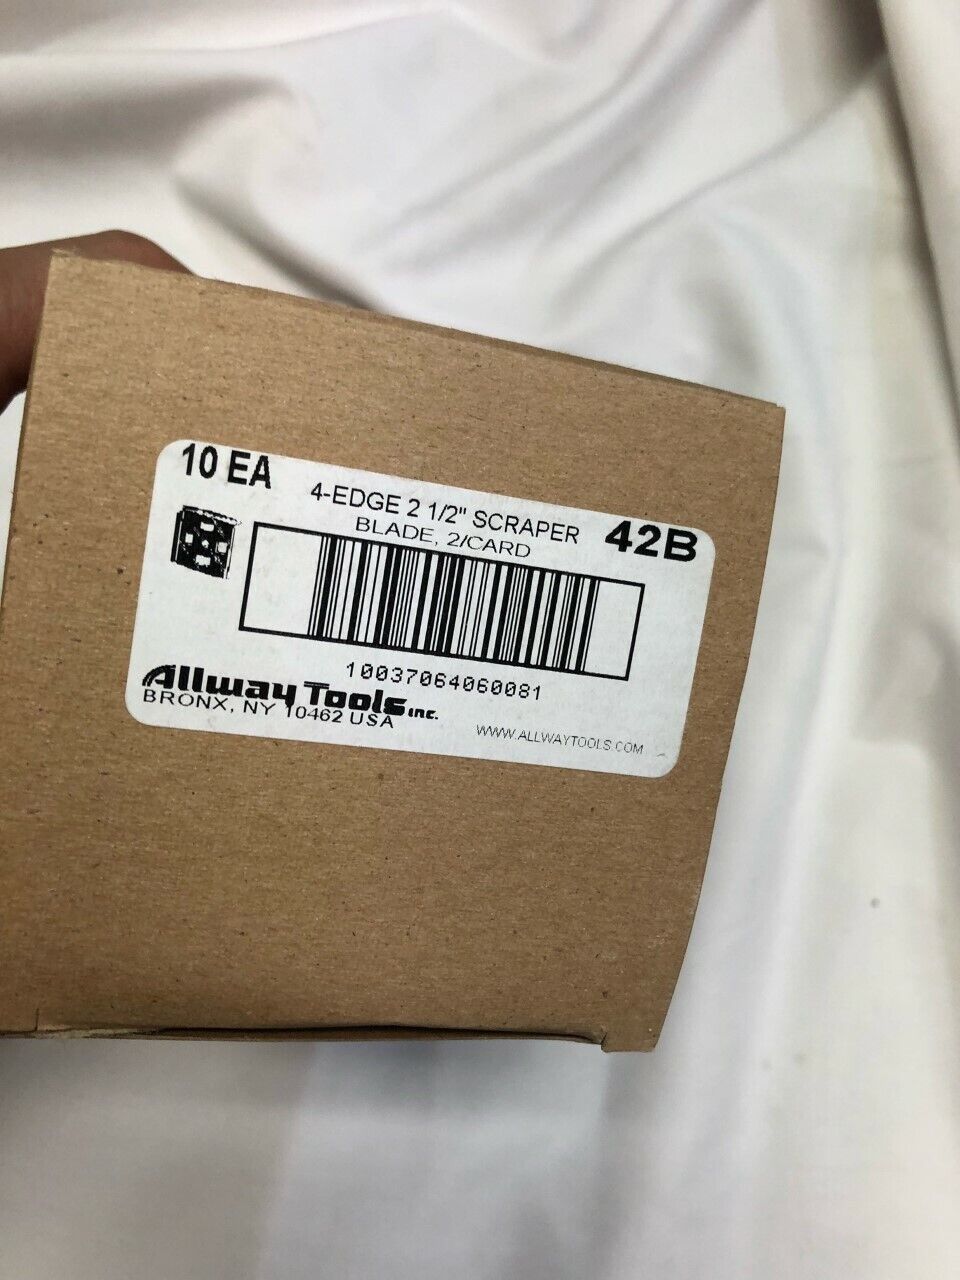 10 EA
4-EDGE 2 1/2" SCRAPER
BLADE, 2/CARD
42B
10037064060081
Allway Tools INC.
BRONX, NY 10462 USA
WWW.ALLWAYTOOLS.COM